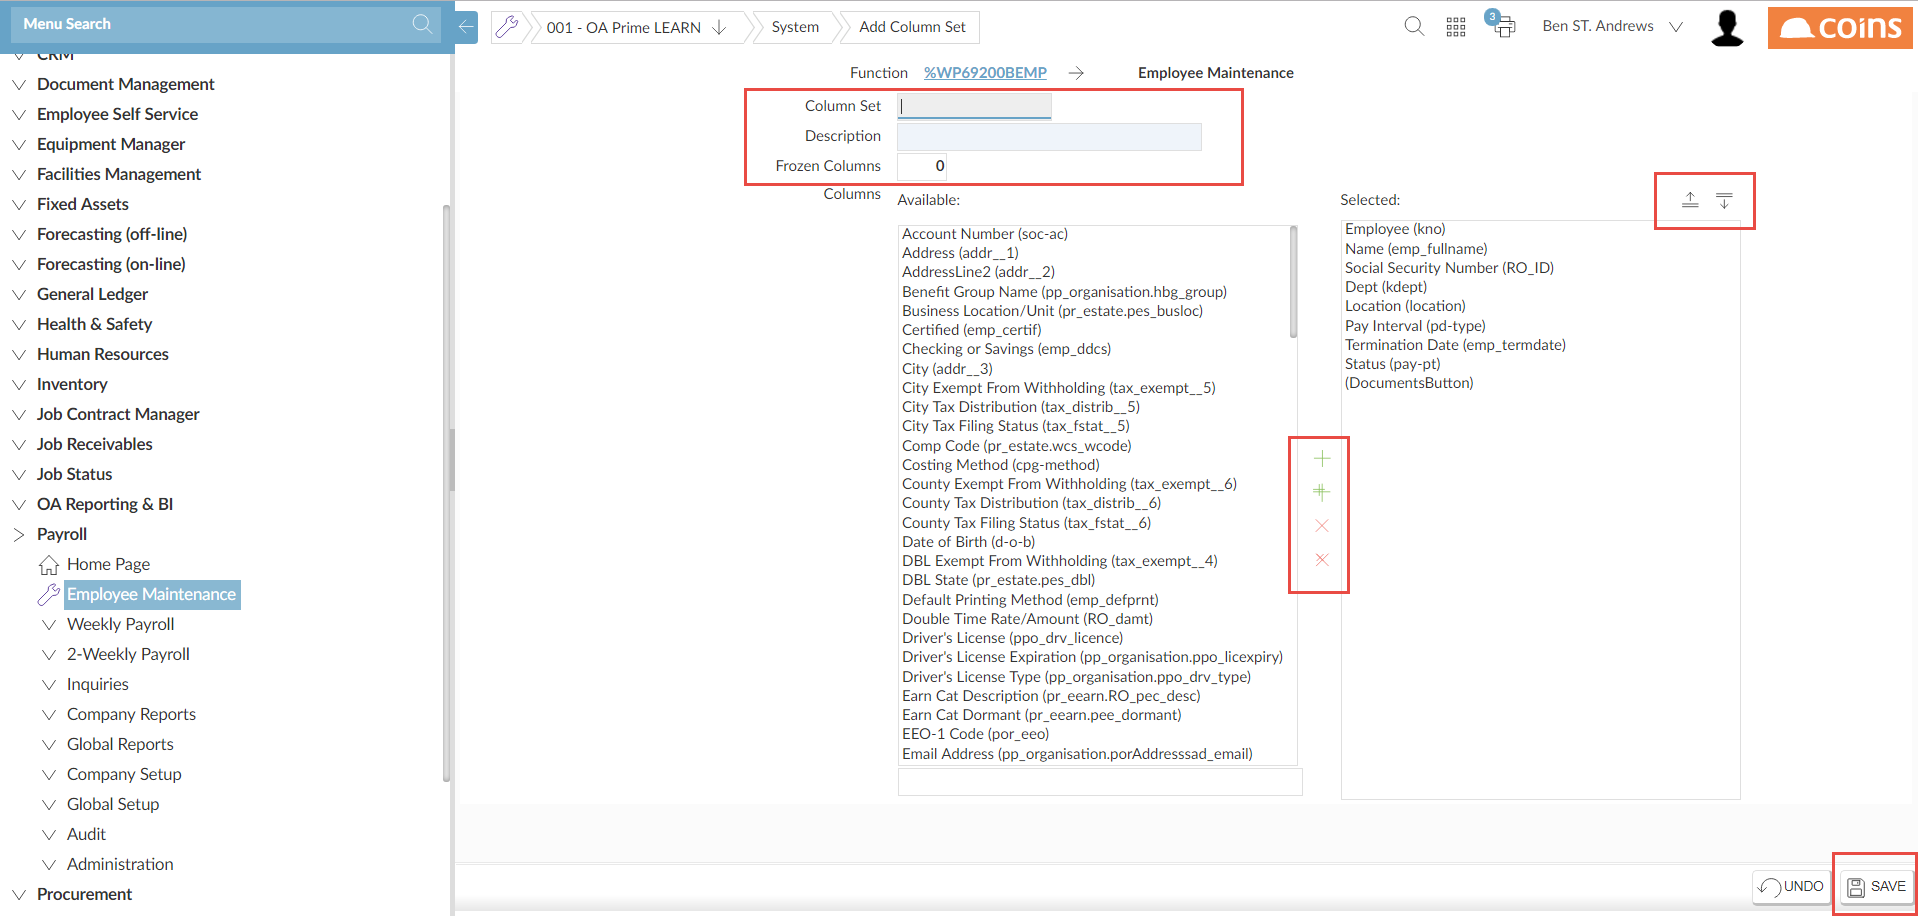 Menu Search
001 - OA Prime LEARN
System
Add Column Set
3
Ben ST. Andrews
coins
CRM
Document Management
Employee Self Service
Equipment Manager
Facilities Management
Fixed Assets
Forecasting (off-line)
Forecasting (on-line)
General Ledger
Health & Safety
Human Resources
Inventory
Job Contract Manager
Job Receivables
Job Status
OA Reporting & BI
Payroll
Home Page
Employee Maintenance
Weekly Payroll
2-Weekly Payroll
Inquiries
Company Reports
Global Reports
Company Setup
Global Setup
Audit
Administration
Procurement
Function %WP69200BEMP Employee Maintenance
Column Set
Description
Frozen Columns 0
Columns
Available:
Account Number (soc-ac)
Address (addr__1)
AddressLine2 (addr__2)
Benefit Group Name (pp_organisation.hbg_group)
Business Location/Unit (pr_estate.pes_busloc)
Certified (emp_certif)
Checking or Savings (emp_ddcs)
City (addr__3)
City Exempt From Withholding (tax_exempt__5)
City Tax Distribution (tax_distrib__5)
City Tax Filing Status (tax_fstat__5)
Comp Code (pr_estate.wcs_wcode)
Costing Method (cpg-method)
County Exempt From Withholding (tax_exempt__6)
County Tax Distribution (tax_distrib__6)
County Tax Filing Status (tax_fstat__6)
Date of Birth (d-o-b)
DBL Exempt From Withholding (tax_exempt__4)
DBL State (pr_estate.pes_dbl)
Default Printing Method (emp_defprnt)
Double Time Rate/Amount (RO_damt)
Driver's License (ppo_drv_licence)
Driver's License Expiration (pp_organisation.ppo_licexpiry)
Driver's License Type (pp_organisation.ppo_drv_type)
Earn Cat Description (pr_eearn.RO_pec_desc)
Earn Cat Dormant (pr_eearn.pee_dormant)
EEO-1 Code (por_eeo)
Email Address (pp_organisation.porAddresssad_email)
Selected:
Employee (kno)
Name (emp_fullname)
Social Security Number (RO_ID)
Dept (kdept)
Location (location)
Pay Interval (pd-type)
Termination Date (emp_termdate)
Status (pay-pt)
(DocumentsButton)
UNDO
SAVE